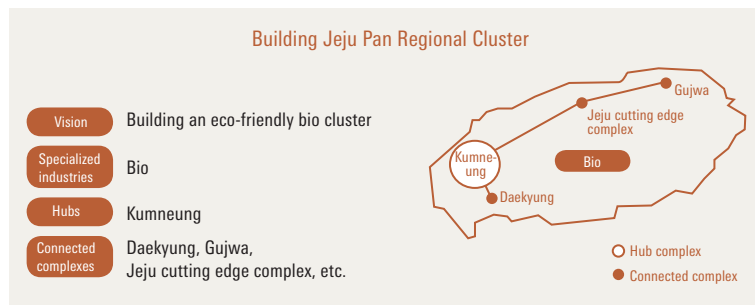 Building Jeju Pan Regional Cluster
Vision
Building an eco-friendly bio cluster
Specialized
industries
Bio
Hubs
Kumneung
Connected
complexes
Daekyung, Gujwa,
Jeju cutting edge complex, etc.
Gujwa
Jeju cutting edge
complex
Kumne-
ung
Bio
Daekyung
Hub complex
Connected complex